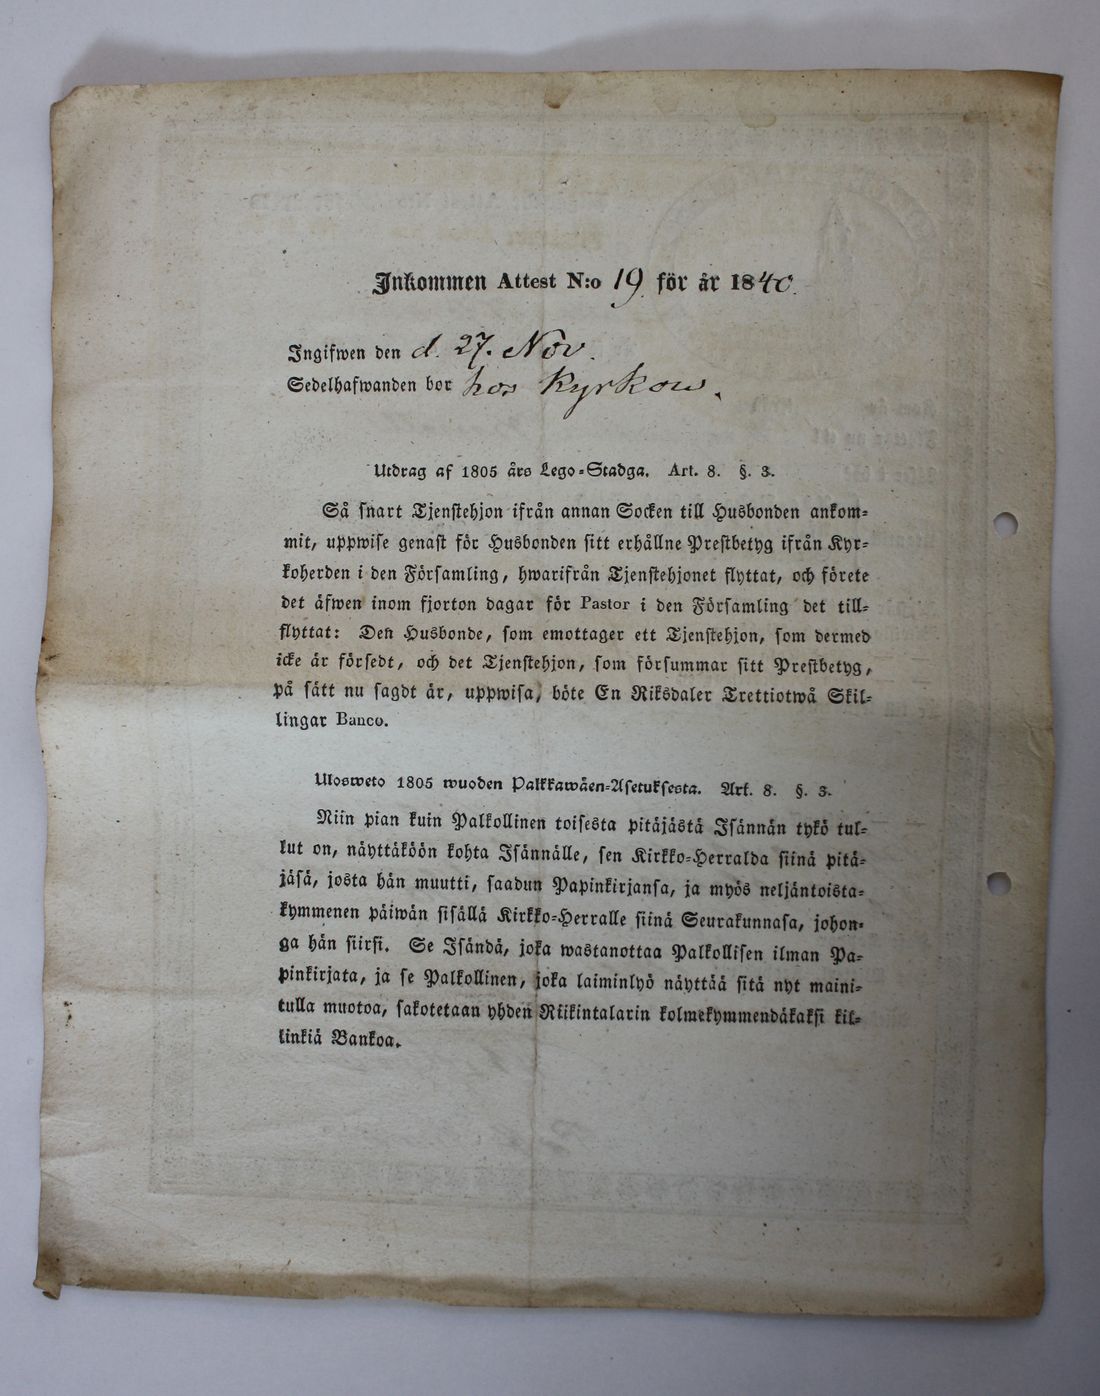 Inkommen Attest N:o 19 för år 1840.
Ingifwen den d. 27. Nov.
Sedelhafwanden bor hos Kyrkow.
Utdrag af 1805 års Lego=Stadga. Art. 8. §. 3.
Så snart Tjenstehjon ifrån annan Socken till Husbonden ankom=
mit, uppwise genast för Husbonden sitt erhållne Prestbetyg ifrån Kyr=
koherden i den Församling, hwarifrån Tjenstehjonet flyttat, och förete
det äfwen inom fjorton dagar för Pastor i den Församling det till=
flyttat: Den Husbonde, som emottager ett Tjenstehjon, som dermed
icke är försedt, och det Tjenstehjon, som försummar sitt Prestbetyg,
på sätt nu sagdt är, uppwisa, böte En Riksdaler Trettiotwå Skil=
lingar Banco.
Ulosweto 1805 wuoden Palkkawäen=Asetuksesta. Art. 8. §. 3.
Niin pian kuin Palkollinen toisesta pitäjästä Isännän tykö tul=
lut on, näyttäköön kohta Isännälle, sen Kirkko=Herralda siinä pitä=
jäsä, josta hän muutti, saadun Papinkirjansa, ja myös neljäntoista=
kymmenen päiwän sisällä Kirkko=Herralle siinä Seurakunnasa, johon=
ga hän siirsi. Se Isändä, joka wastanottaa Palkollisen ilman Pa=
pinkirjata, ja se Palkollinen, joka laiminlyö näyttää sitä nyt maini=
tulla muotoa, sakotetaan yhden Riikintalarin kolmekymmendäkaksi kil=
linkiä Bankoa.